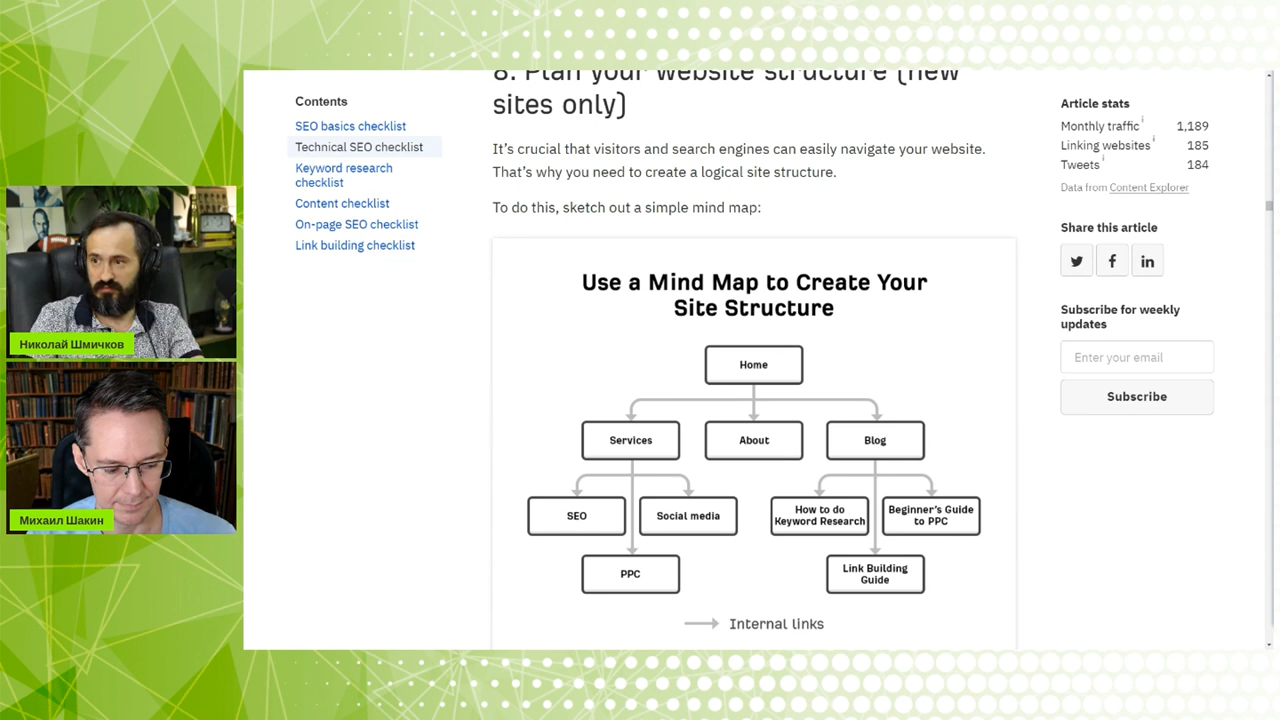 Николай Шмичков
Михаил Шакин
Contents
SEO basics checklist
Technical SEO checklist
Keyword research
checklist
Content checklist
On-page SEO checklist
Link building checklist
8. Plan your website structure (new
sites only)
It’s crucial that visitors and search engines can easily navigate your website.
That’s why you need to create a logical site structure.
To do this, sketch out a simple mind map:
Use a Mind Map to Create Your
Site Structure
Home
Services
About
Blog
SEO
Social media
How to do
Keyword Research
Beginner’s Guide
to PPC
PPC
Link Building
Guide
Internal links
Article stats
Monthly traffic i 1,189
Linking websites i 185
Tweets i 184
Data from Content Explorer
Share this article
Subscribe for weekly
updates
Enter your email
Subscribe